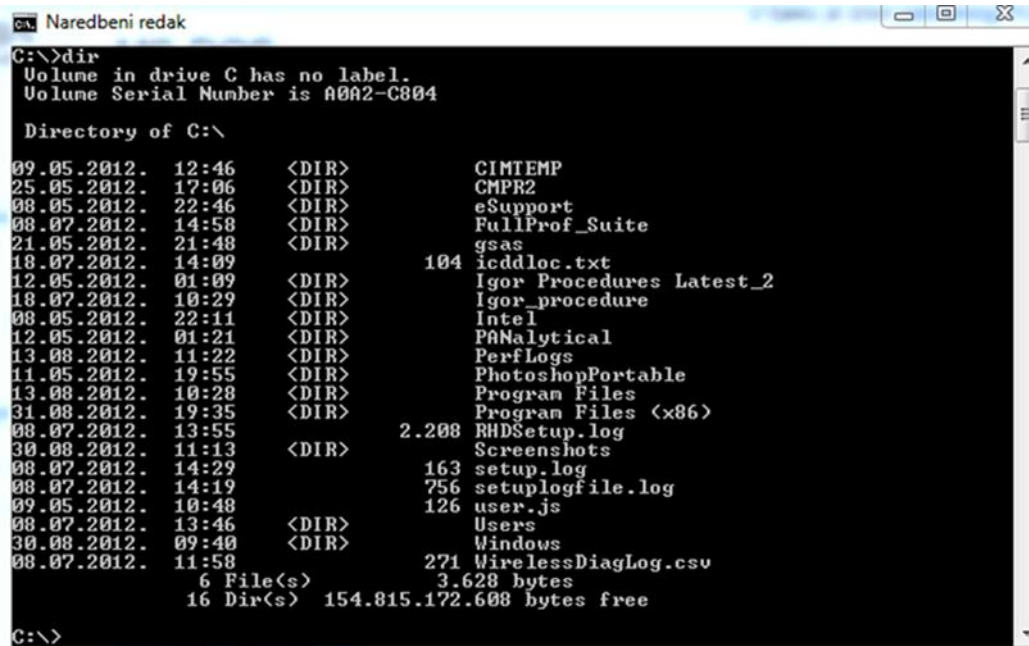 Naredbeni redak
C:\>dir
Volume in drive C has no label.
Volume Serial Number is A0A2-C804
Directory of C:\
09.05.2012. 12:46 <DIR> CIMTEMP
25.05.2012. 17:06 <DIR> CMPR2
08.05.2012. 22:46 <DIR> eSupport
08.07.2012. 14:58 <DIR> FullProf_Suite
21.05.2012. 21:48 <DIR> gsas
18.07.2012. 14:09 104 icddloc.txt
12.05.2012. 01:09 <DIR> Igor Procedures Latest_2
18.07.2012. 10:29 <DIR> Igor_procedure
08.05.2012. 22:11 <DIR> Intel
12.05.2012. 01:21 <DIR> PANalytical
13.08.2012. 11:22 <DIR> PerfLogs
11.05.2012. 19:55 <DIR> PhotoshopPortable
13.08.2012. 10:28 <DIR> Program Files
31.08.2012. 19:35 <DIR> Program Files (x86)
08.07.2012. 13:55 2.208 RHDSetup.log
30.08.2012. 11:13 <DIR> Screenshots
08.07.2012. 14:29 163 setup.log
08.07.2012. 14:19 756 setuplogfile.log
09.05.2012. 10:48 126 user.js
08.07.2012. 13:46 <DIR> Users
30.08.2012. 09:40 <DIR> Windows
08.07.2012. 11:58 271 WirelessDiagLog.csv
6 File(s) 3.628 bytes
16 Dir(s) 154.815.172.608 bytes free
C:\>